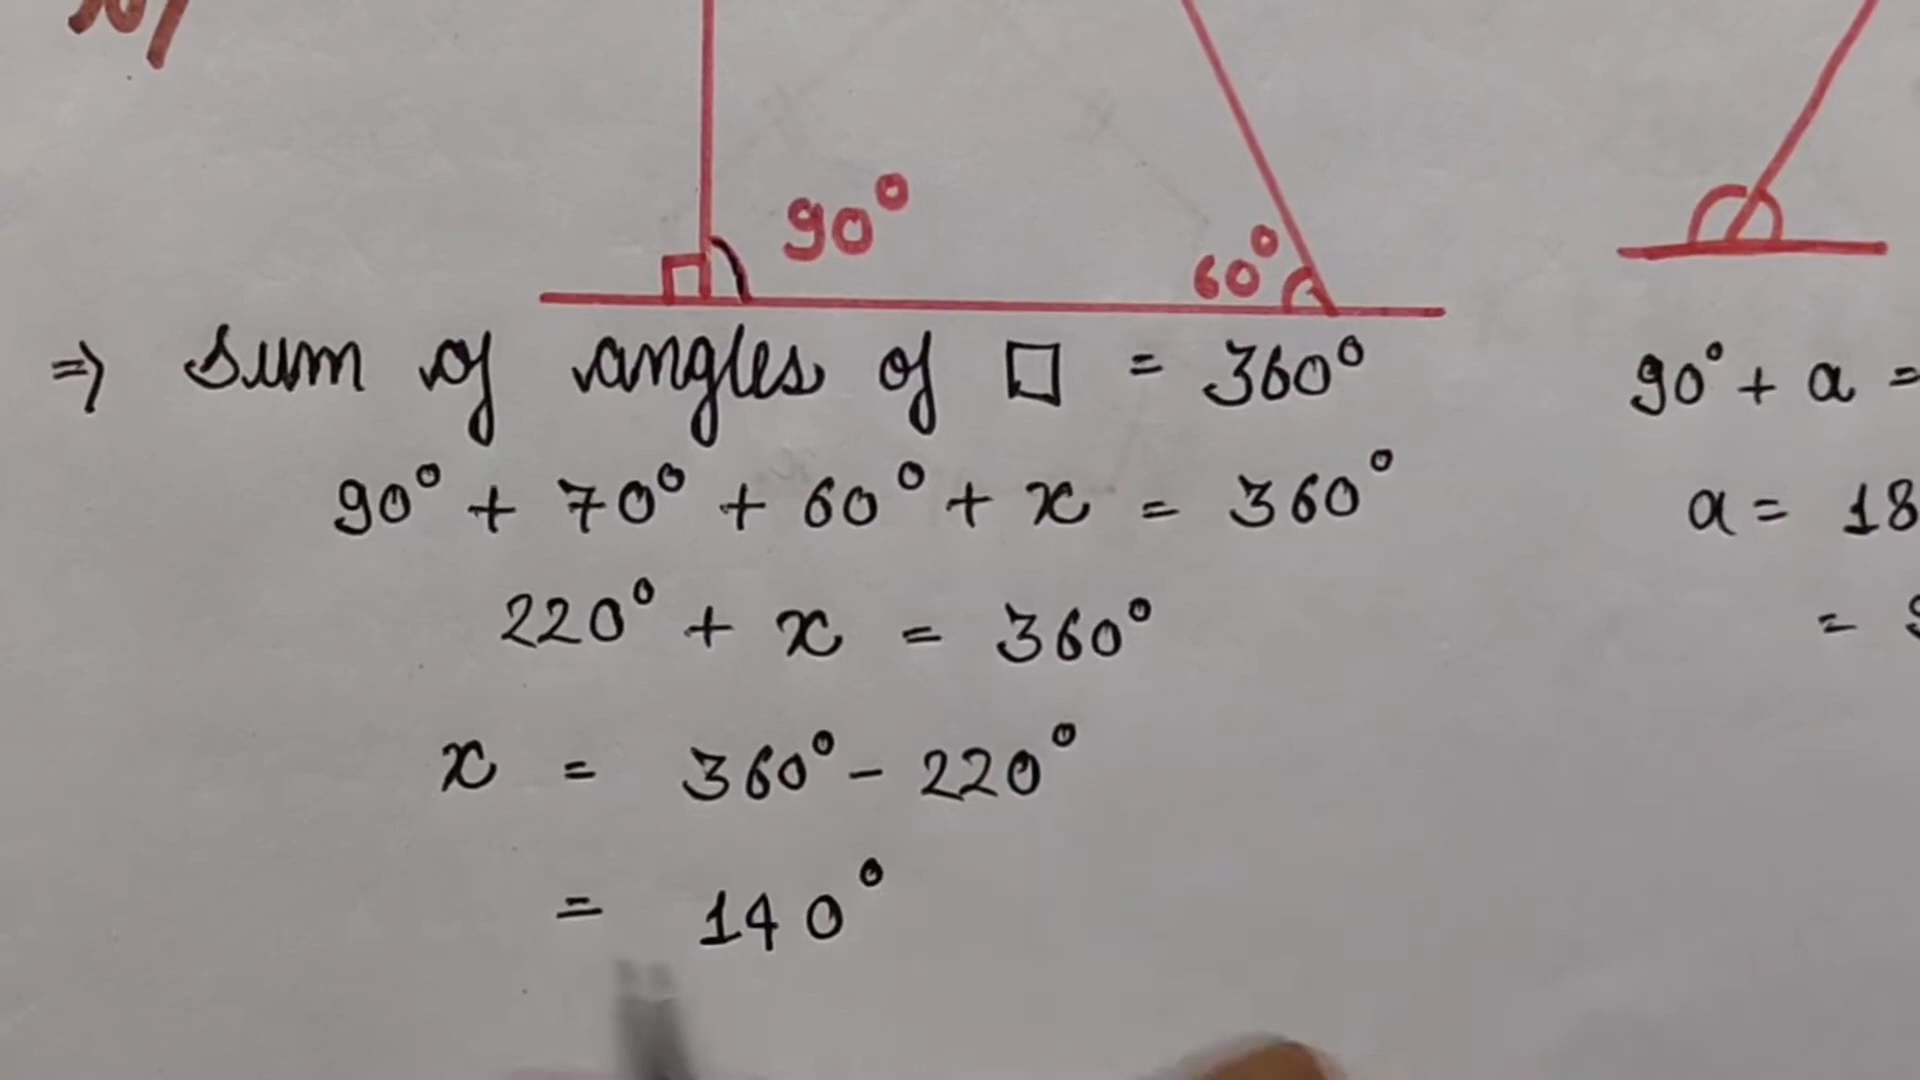 90°
60°
⇒ Sum of angles of □ = 360°
90° + 70° + 60° + x = 360°
220° + x = 360°
x = 360° - 220°
= 140°
90° + a =
a = 18
=